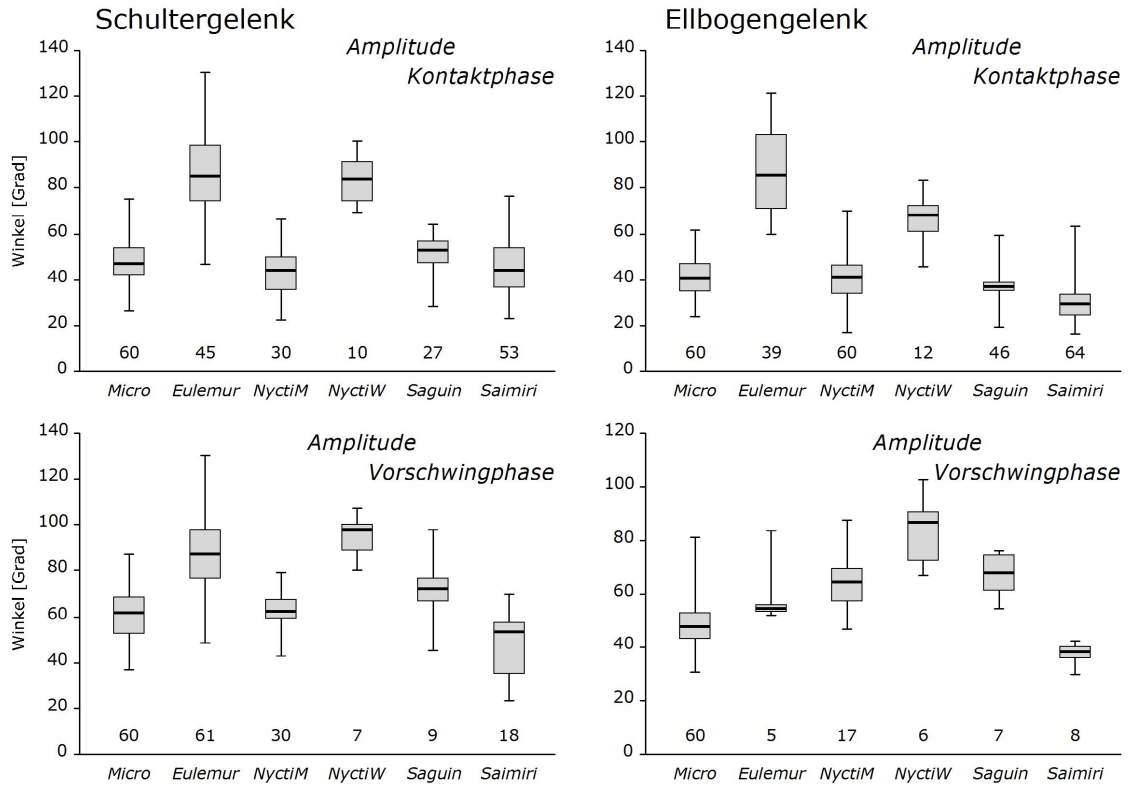 Schultergelenk
Amplitude
Kontaktphase
Winkel [Grad]
140
120
100
80
60
40
20
0
60 45 30 10 27 53
Micro Eulemur NyctiM NyctiW Saguin Saimiri
Ellbogengelenk
Amplitude
Kontaktphase
140
120
100
80
60
40
20
0
60 39 60 12 46 64
Micro Eulemur NyctiM NyctiW Saguin Saimiri
Amplitude
Vorschwingphase
Winkel [Grad]
140
120
100
80
60
40
20
0
60 61 30 7 9 18
Micro Eulemur NyctiM NyctiW Saguin Saimiri
Amplitude
Vorschwingphase
120
100
80
60
40
20
0
60 5 17 6 7 8
Micro Eulemur NyctiM NyctiW Saguin Saimiri